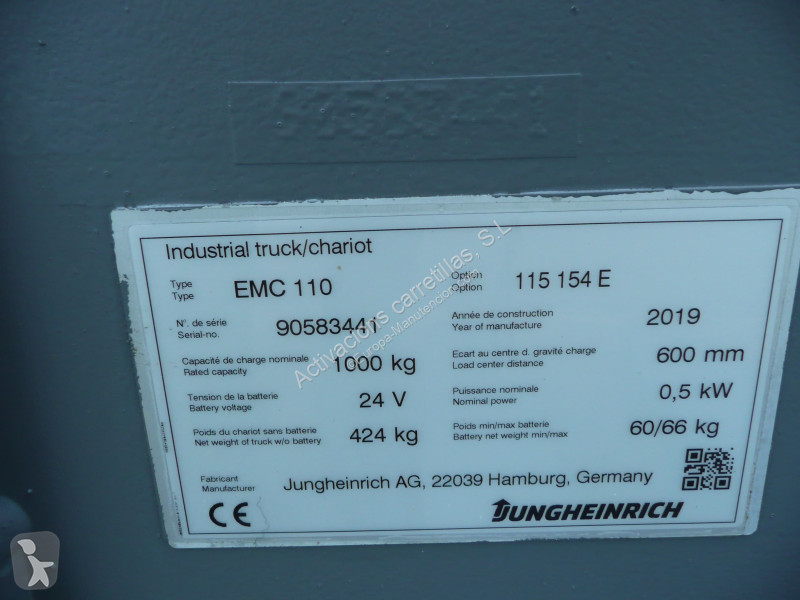 Industrial truck/chariot
Type
Type
EMC 110
Option
Option
115 154 E
N°. de série
Serial-no.
90583441
Année de construction
Year of manufacture
2019
Capacité de charge nominale
Rated capacity
1000 kg
Ecart au centre d. gravité charge
Load center distance
600 mm
Tension de la batterie
Battery voltage
24 V
Puissance nominale
Nominal power
0,5 kW
Poids du chariot sans batterie
Net weight of truck w/o battery
424 kg
Poids min/max batterie
Battery net weight min/max
60/66 kg
Fabricant
Manufacturer
Jungheinrich AG, 22039 Hamburg, Germany
CE
JUNGHEINRICH
Activacions carretillas, S.L
Europa-Manutencion